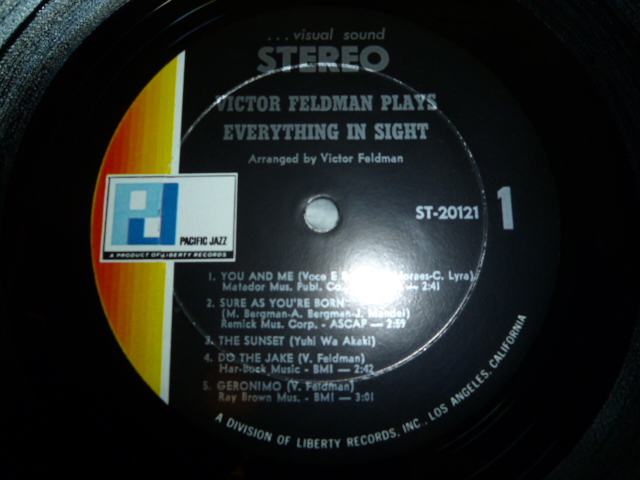 ...visual sound
STEREO
VICTOR FELDMAN PLAYS
EVERYTHING IN SIGHT
Arranged by Victor Feldman
ST-20121 1
PJ
PACIFIC JAZZ
A PRODUCT OF LIBERTY RECORDS
1. YOU AND ME (Voce E Moraes-C. Lyra)
Matador Mus. Publ. Co. — 2:41
2. SURE AS YOU'RE BORN
(M. Bergman-A. Bergman-J. Mandel)
Remick Mus. Corp. - ASCAP — 2:59
3. THE SUNSET (Yuhi Wa Akaki)
4. DO THE JAKE (V. Feldman)
Har-Bock Music - BMI — 2:42
5. GERONIMO (V. Feldman)
Ray Brown Mus. - BMI — 3:01
A DIVISION OF LIBERTY RECORDS, INC., LOS ANGELES, CALIFORNIA